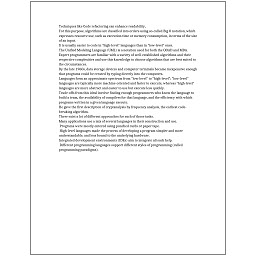 Techniques like Code refactoring can enhance readability.
For this purpose, algorithms are classified into orders using so-called Big O notation, which
expresses resource use, such as execution time or memory consumption, in terms of the size
of an input.
It is usually easier to code in "high-level" languages than in "low-level" ones.
The Unified Modeling Language (UML) is a notation used for both the OOAD and MDA.
Expert programmers are familiar with a variety of well-established algorithms and their
respective complexities and use this knowledge to choose algorithms that are best suited to
the circumstances.
By the late 1960s, data storage devices and computer terminals became inexpensive enough
that programs could be created by typing directly into the computers.
Languages form an approximate spectrum from "low-level" to "high-level"; "low-level"
languages are typically more machine-oriented and faster to execute, whereas "high-level"
languages are more abstract and easier to use but execute less quickly.
Trade-offs from this ideal involve finding enough programmers who know the language to
build a team, the availability of compilers for that language, and the efficiency with which
programs written in a given language execute.
He gave the first description of cryptanalysis by frequency analysis, the earliest code-
breaking algorithm.
There exist a lot of different approaches for each of those tasks.
Many applications use a mix of several languages in their construction and use.
Programs were mostly entered using punched cards or paper tape.
High-level languages made the process of developing a program simpler and more
understandable, and less bound to the underlying hardware.
Integrated development environments (IDEs) aim to integrate all such help.
Different programming languages support different styles of programming (called
programming paradigms).